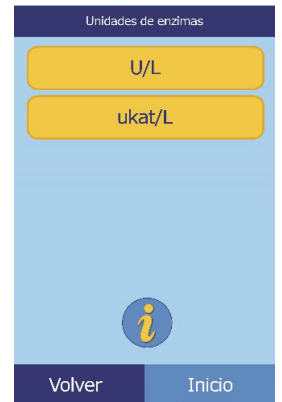 Unidades de enzimas
U/L
ukat/L
i
Volver Inicio